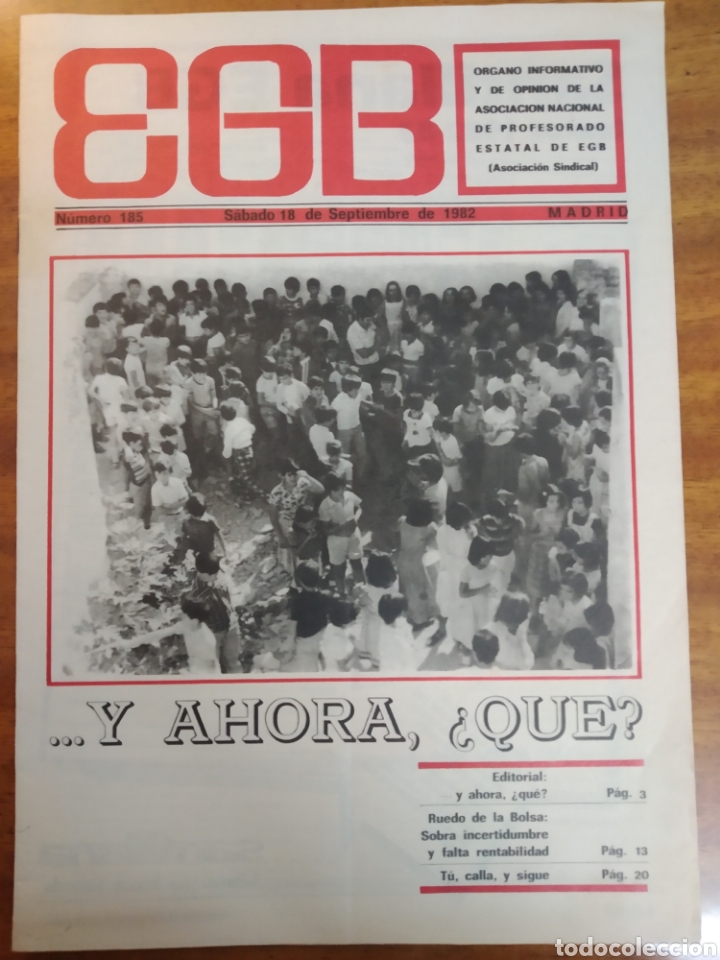 EGB
ORGANO INFORMATIVO
Y DE OPINION DE LA
ASOCIACION NACIONAL
DE PROFESORADO
ESTATAL DE EGB
(Asociación Sindical)
Número 185 Sábado 18 de Septiembre de 1982 MADRID
...Y AHORA, ¿QUE?
Editorial:
y ahora, ¿qué? Pág. 3
Ruedo de la Bolsa:
Sobra incertidumbre
y falta rentabilidad Pág. 13
Tú, calla, y sigue Pág. 20
todocoleccion
todocoleccion.net